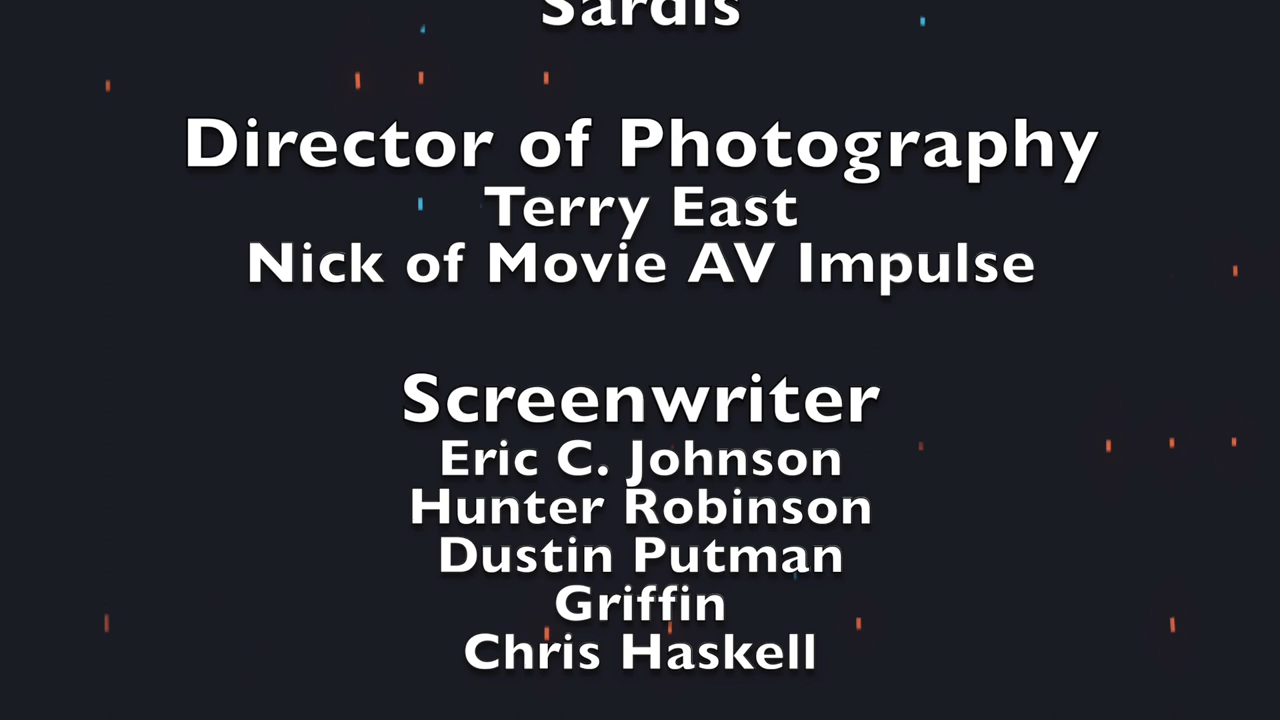 Sardis
Director of Photography
Terry East
Nick of Movie AV Impulse
Screenwriter
Eric C. Johnson
Hunter Robinson
Dustin Putman
Griffin
Chris Haskell